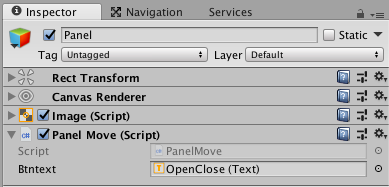 Inspector Navigation Services
Panel Static
Tag Untagged Layer Default
Rect Transform
Canvas Renderer
Image (Script)
Panel Move (Script)
Script PanelMove
Btntext OpenClose (Text)